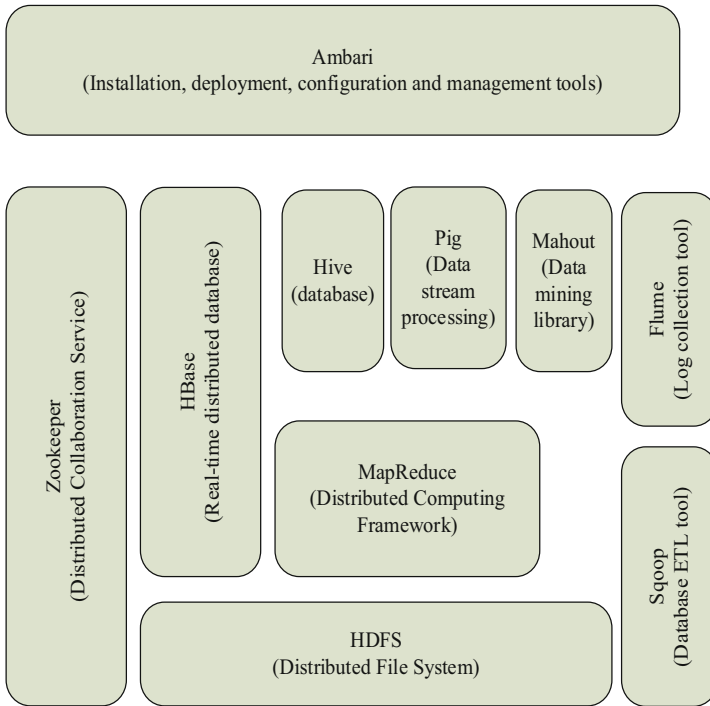 Ambari
(Installation, deployment, configuration and management tools)
Zookeeper
(Distributed Collaboration Service)
HBase
(Real-time distributed database)
Hive
(database)
Pig
(Data
stream
processing)
Mahout
(Data
mining
library)
Flume
(Log collection tool)
MapReduce
(Distributed Computing
Framework)
Sqoop
(Database ETL tool)
HDFS
(Distributed File System)